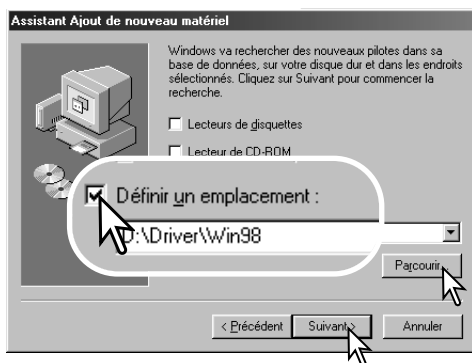 Assistant Ajout de nouveau matériel
Windows va rechercher des nouveaux pilotes dans sa
base de données, sur votre disque dur et dans les endroits
sélectionnés. Cliquez sur Suivant pour commencer la
recherche.
Lecteurs de disquettes
Lecteur de CD-ROM
Définir un emplacement :
D:\Driver\Win98
Parcourir...
< Précédent
Suivant >
Annuler